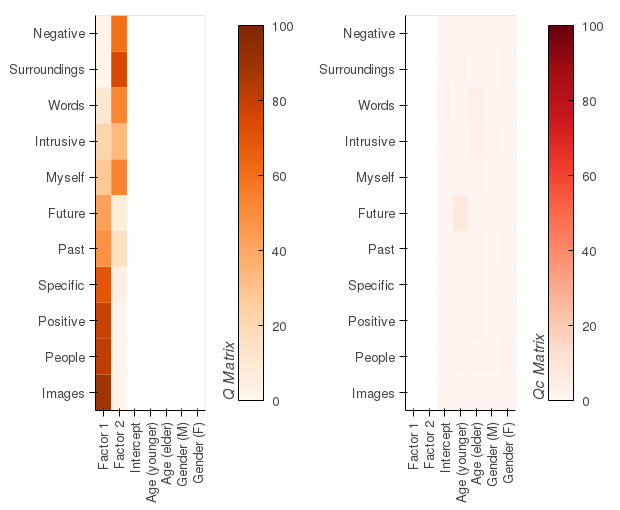 Negative
Surroundings
Words
Intrusive
Myself
Future
Past
Specific
Positive
People
Images
Factor 1
Factor 2
Intercept
Age (younger)
Age (elder)
Gender (M)
Gender (F)
Q Matrix
100
80
60
40
20
0
Negative
Surroundings
Words
Intrusive
Myself
Future
Past
Specific
Positive
People
Images
Factor 1
Factor 2
Intercept
Age (younger)
Age (elder)
Gender (M)
Gender (F)
Qc Matrix
100
80
60
40
20
0